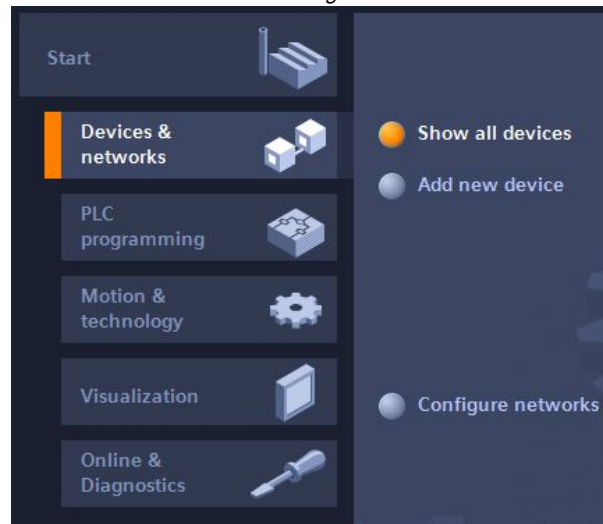 Start
Devices &
networks
PLC
programming
Motion &
technology
Visualization
Online &
Diagnostics
Show all devices
Add new device
Configure networks